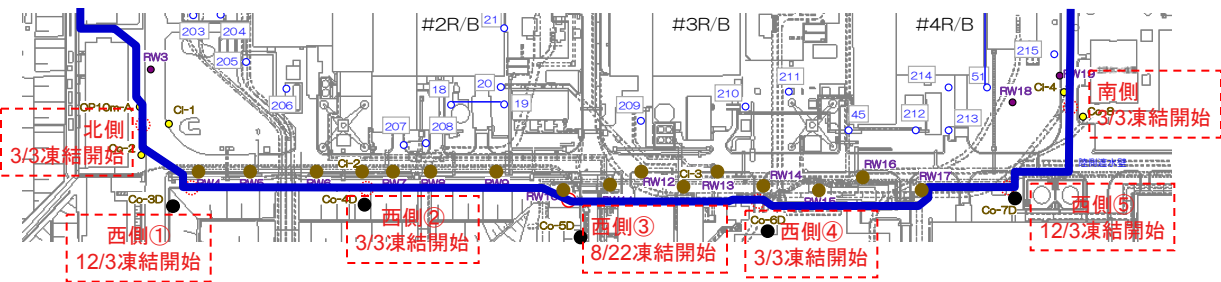 #2R/B
#3R/B
#4R/B
203
204
21
205
206
18
20
19
207
208
209
210
211
45
212
213
214
51
215
RW3
OP10m-A
CI-1
Co-2
北側
3/3凍結開始
RW19
CI-4
RW18
南側
3/3凍結開始
RW4
RW5
RW6
CI-2
RW7
RW8
RW9
RW12
CI-3
RW13
RW14
RW16
RW17
RW15
Co-3D
Co-4D
Co-5D
Co-6D
Co-7D
西側①
12/3凍結開始
西側②
3/3凍結開始
西側③
8/22凍結開始
西側④
3/3凍結開始
西側⑤
12/3凍結開始